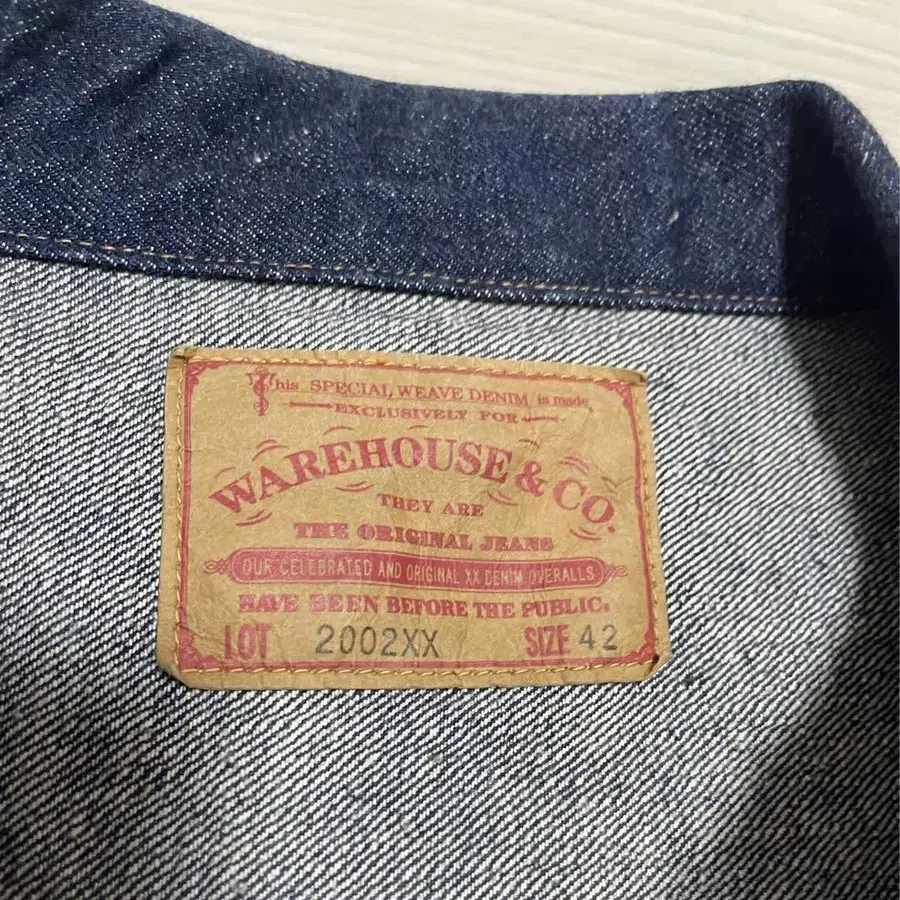 This SPECIAL WEAVE DENIM is made
EXCLUSIVELY FOR
WAREHOUSE & CO.
THEY ARE
THE ORIGINAL JEANS
OUR CELEBRATED AND ORIGINAL XX DENIM OVERALLS
HAVE BEEN BEFORE THE PUBLIC.
LOT 2002XX SIZE 42